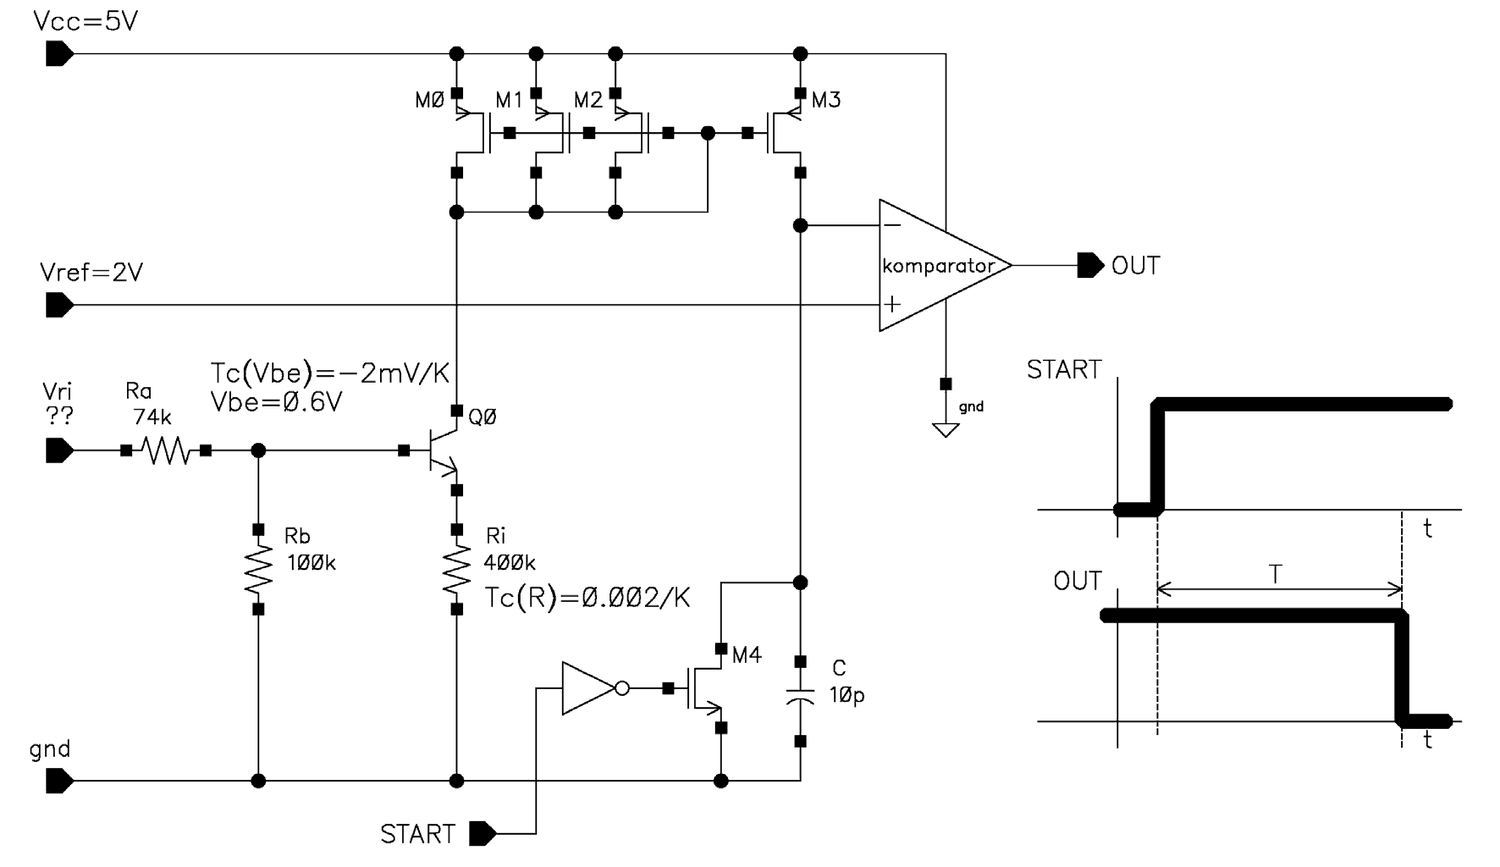 Vcc=5V
MØ
M1
M2
M3
Vref=2V
komparator
OUT
Tc(Vbe)=-2mV/K
Vbe=Ø.6V
Vri
??
Ra
74k
QØ
gnd
START
t
Rb
1ØØk
Ri
4ØØk
Tc(R)=Ø.ØØ2/K
OUT
T
t
M4
C
1Øp
gnd
START